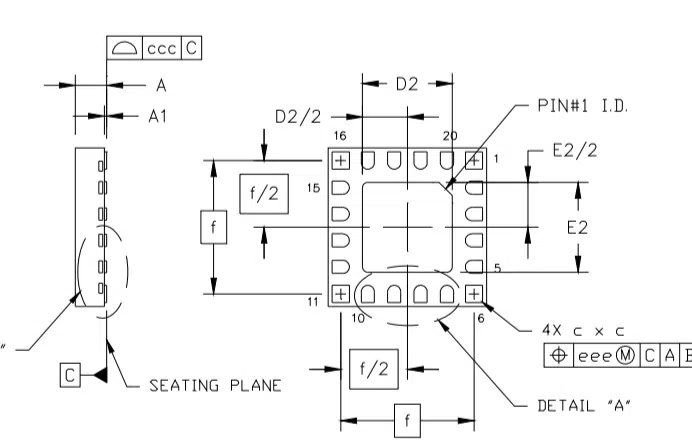 ccc C
A
A1
D2
D2/2
PIN#1 I.D.
16
20
1
E2/2
15
f/2
f
E2
5
11
10
6
4X c x c
eee M C A B
f/2
C
SEATING PLANE
DETAIL "A"
f
"